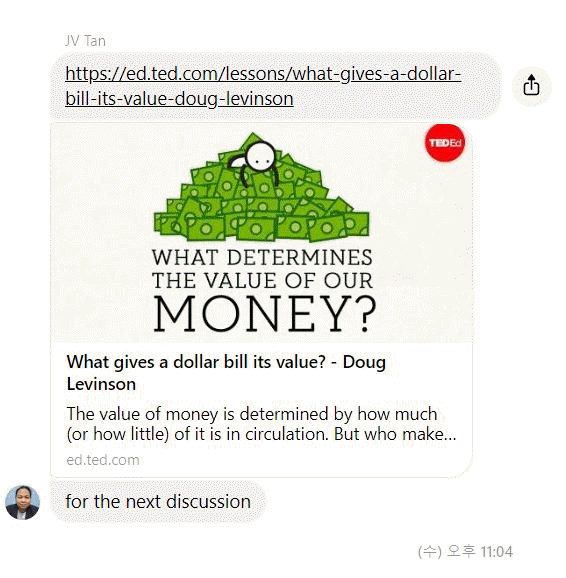 JV Tan
https://ed.ted.com/lessons/what-gives-a-dollar-
bill-its-value-doug-levinson
TEDEd
WHAT DETERMINES
THE VALUE OF OUR
MONEY?
What gives a dollar bill its value? - Doug
Levinson
The value of money is determined by how much
(or how little) of it is in circulation. But who make...
ed.ted.com
for the next discussion
(수) 오후 11:04